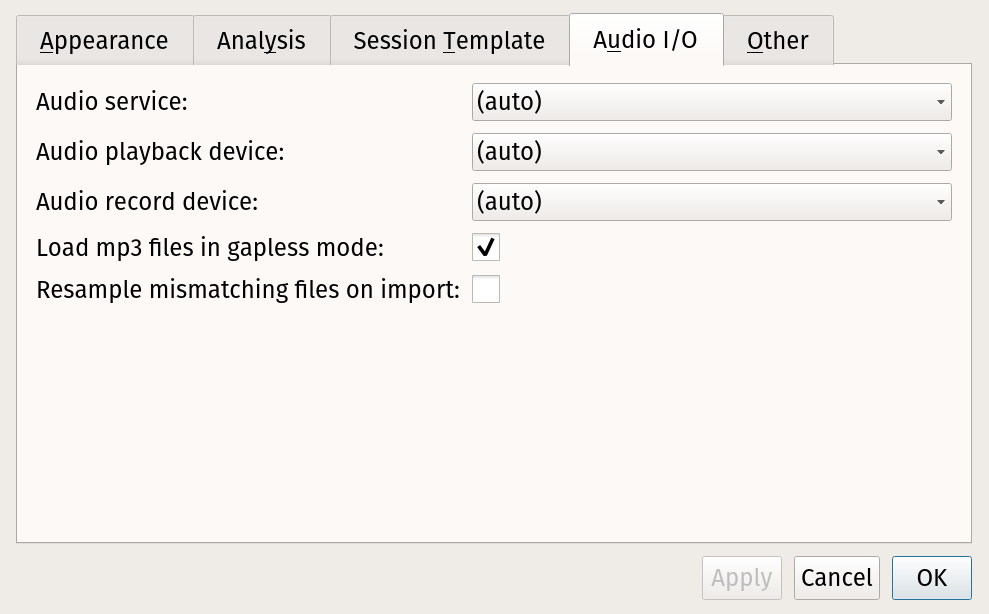 Appearance Analysis Session Template Audio I/O Other
Audio service: (auto)
Audio playback device: (auto)
Audio record device: (auto)
Load mp3 files in gapless mode:
Resample mismatching files on import:
Apply Cancel OK